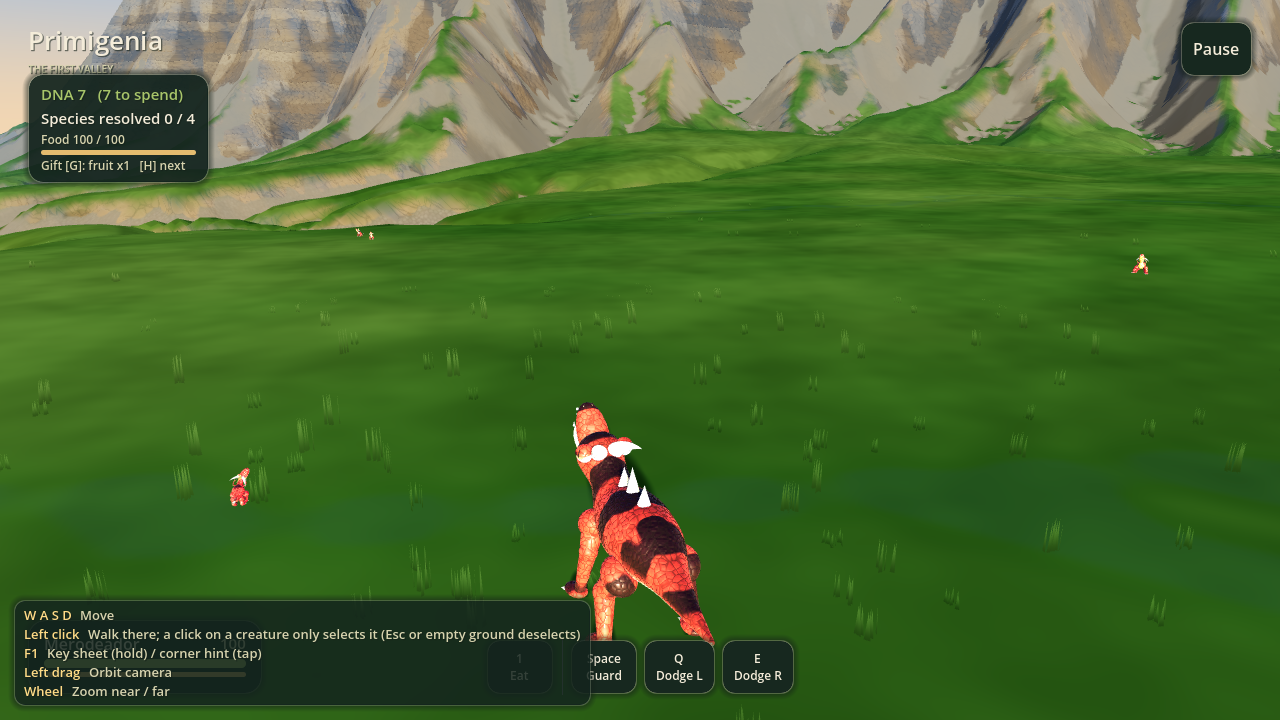 Primigenia
THE FIRST VALLEY
DNA 7 (7 to spend)
Species resolved 0 / 4
Food 100 / 100
Gift [G]: fruit x1 [H] next
Pause
W A S D Move
Left click Walk there; a click on a creature only selects it (Esc or empty ground deselects)
F1 Key sheet (hold) / corner hint (tap)
Left drag Orbit camera
Wheel Zoom near / far
Merodeador 100
1
Eat
Space
Guard
Q
Dodge L
E
Dodge R